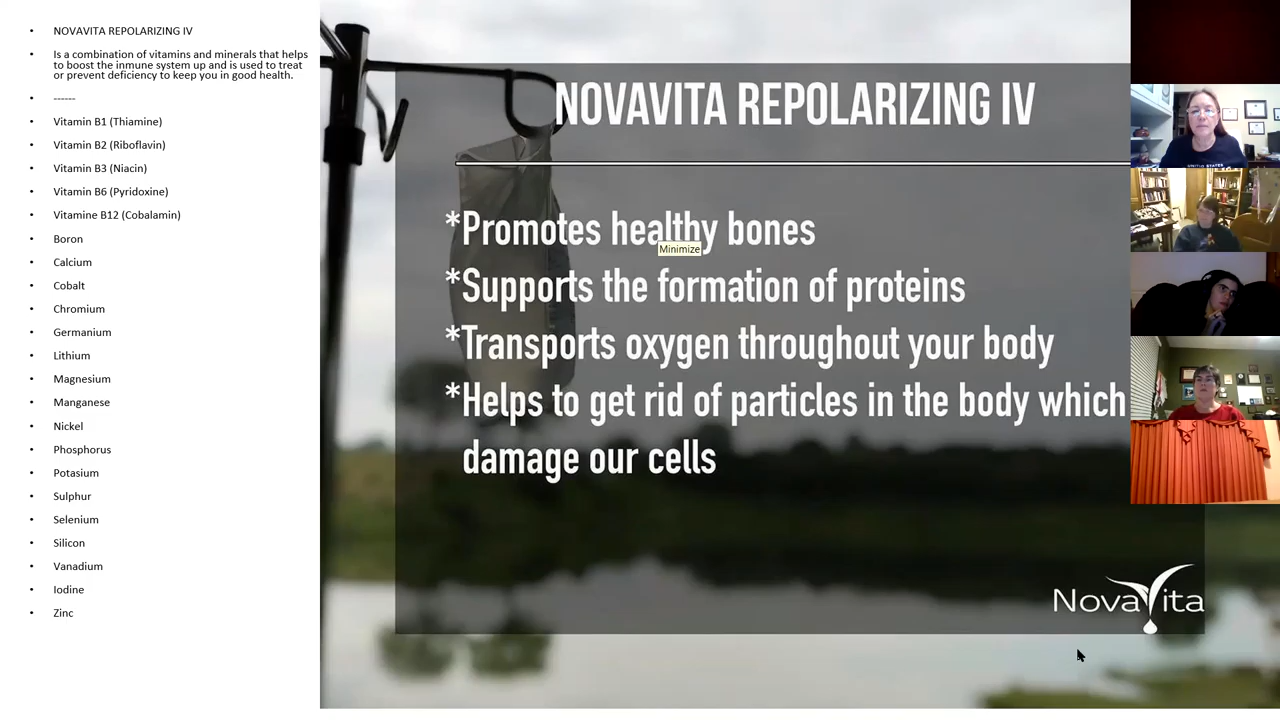 NOVAVITA REPOLARIZING IV
Is a combination of vitamins and minerals that helps
to boost the inmune system up and is used to treat
or prevent deficiency to keep you in good health.
------
Vitamin B1 (Thiamine)
Vitamin B2 (Riboflavin)
Vitamin B3 (Niacin)
Vitamin B6 (Pyridoxine)
Vitamine B12 (Cobalamin)
Boron
Calcium
Cobalt
Chromium
Germanium
Lithium
Magnesium
Manganese
Nickel
Phosphorus
Potasium
Sulphur
Selenium
Silicon
Vanadium
Iodine
Zinc
NOVAVITA REPOLARIZING IV
*Promotes healthy bones
Minimize
*Supports the formation of proteins
*Transports oxygen throughout your body
*Helps to get rid of particles in the body which
damage our cells
NovaVita
UNITED STATES